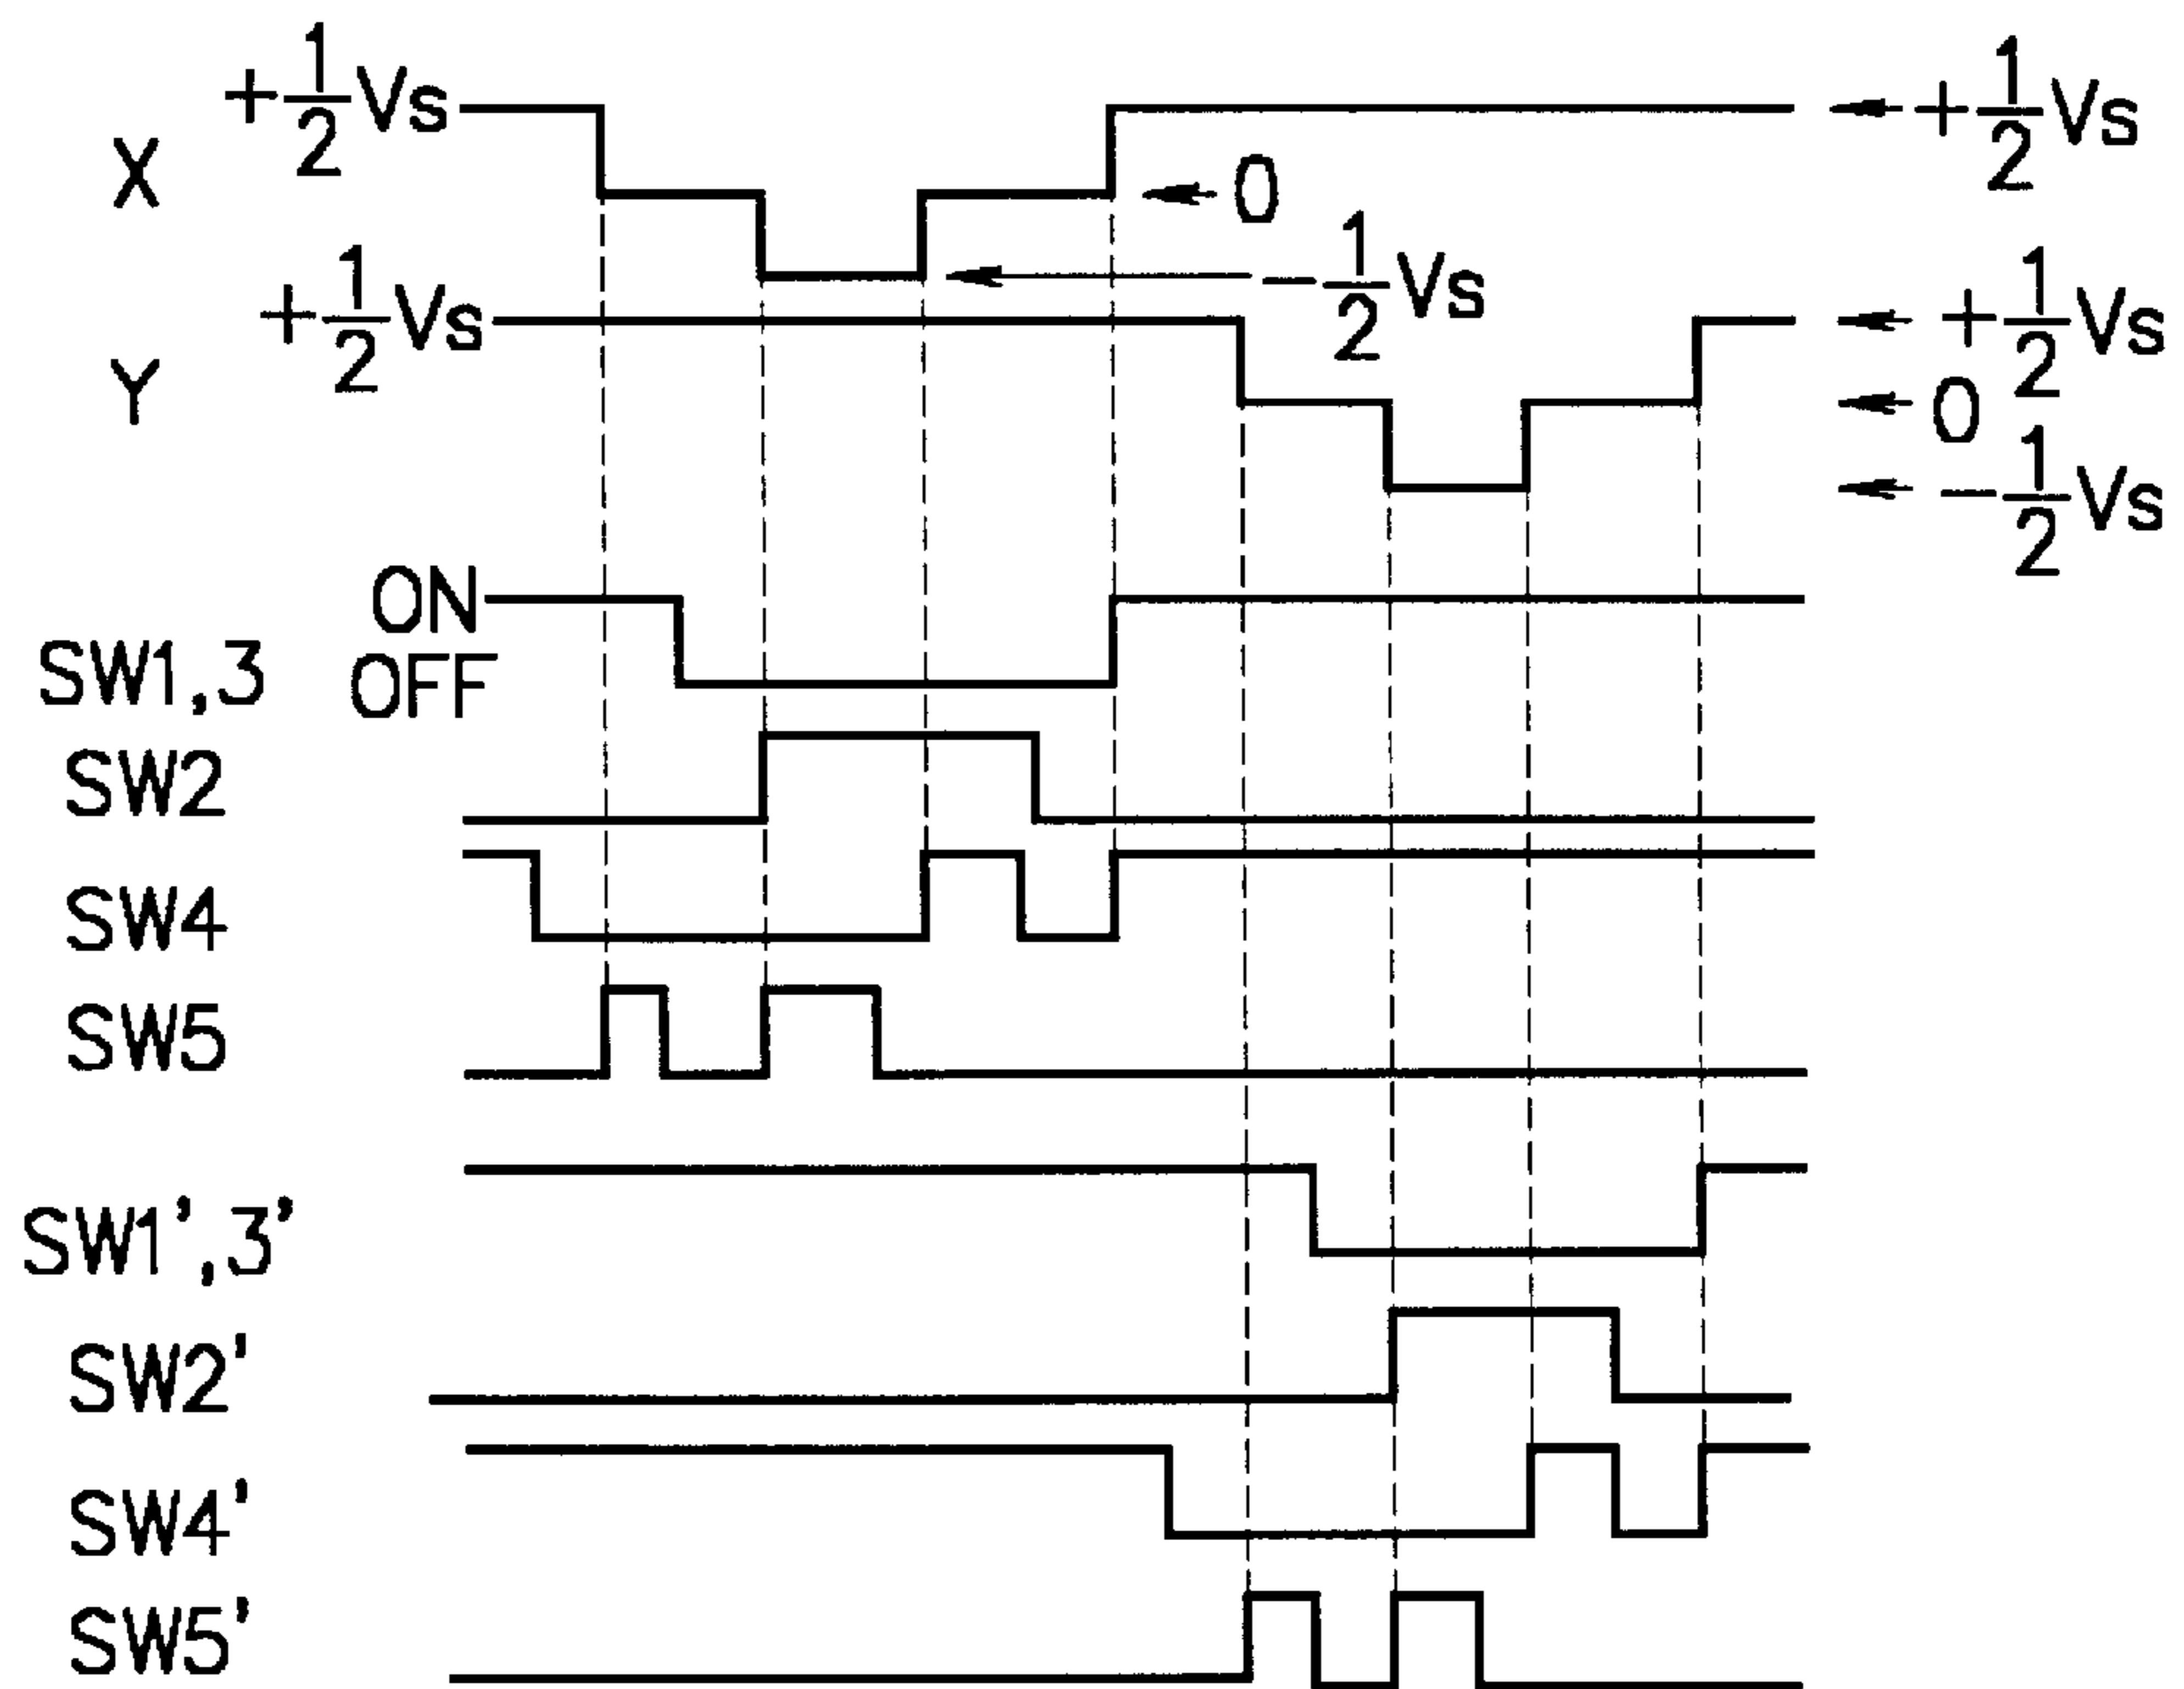 X
+1/2Vs
+1/2Vs
0
-1/2Vs
Y
+1/2Vs
+1/2Vs
0
-1/2Vs
ON
OFF
SW1,3
SW2
SW4
SW5
SW1',3'
SW2'
SW4'
SW5'